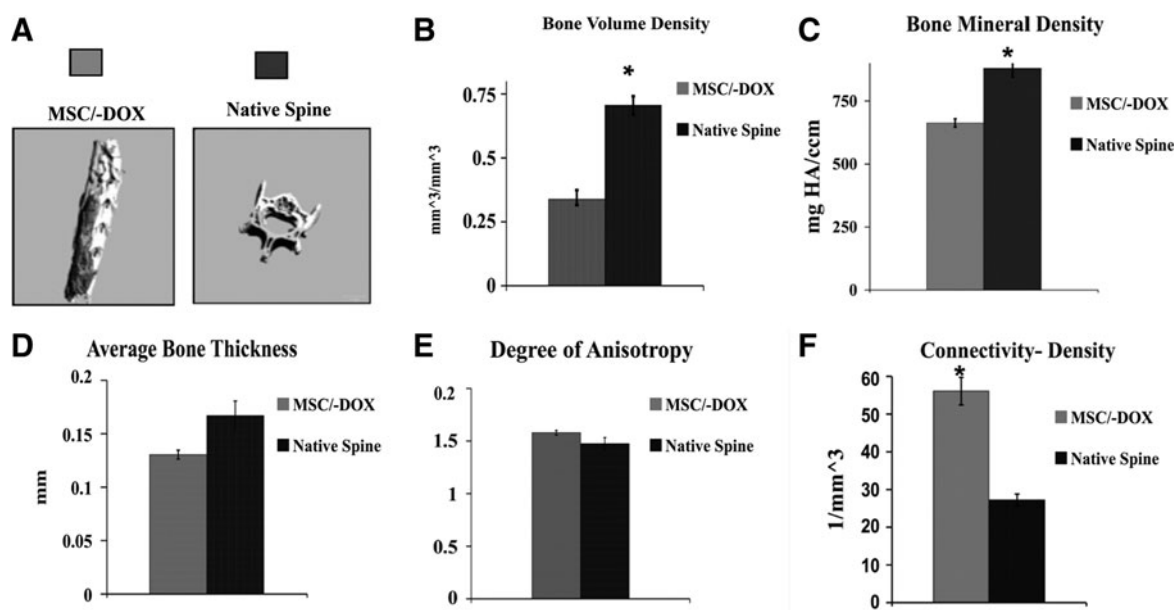 A
MSC/-DOX
Native Spine
B
Bone Volume Density
mm^3/mm^3
0.75
0.5
0.25
0
*
MSC/-DOX
Native Spine
C
Bone Mineral Density
mg HA/ccm
750
500
250
0
*
MSC/-DOX
Native Spine
D
Average Bone Thickness
mm
0.2
0.15
0.1
0.05
0
MSC/-DOX
Native Spine
E
Degree of Anisotropy
0.2
1.5
1
0.5
0
MSC/-DOX
Native Spine
F
Connectivity- Density
1/mm^3
60
50
40
30
20
10
0
*
MSC/-DOX
Native Spine